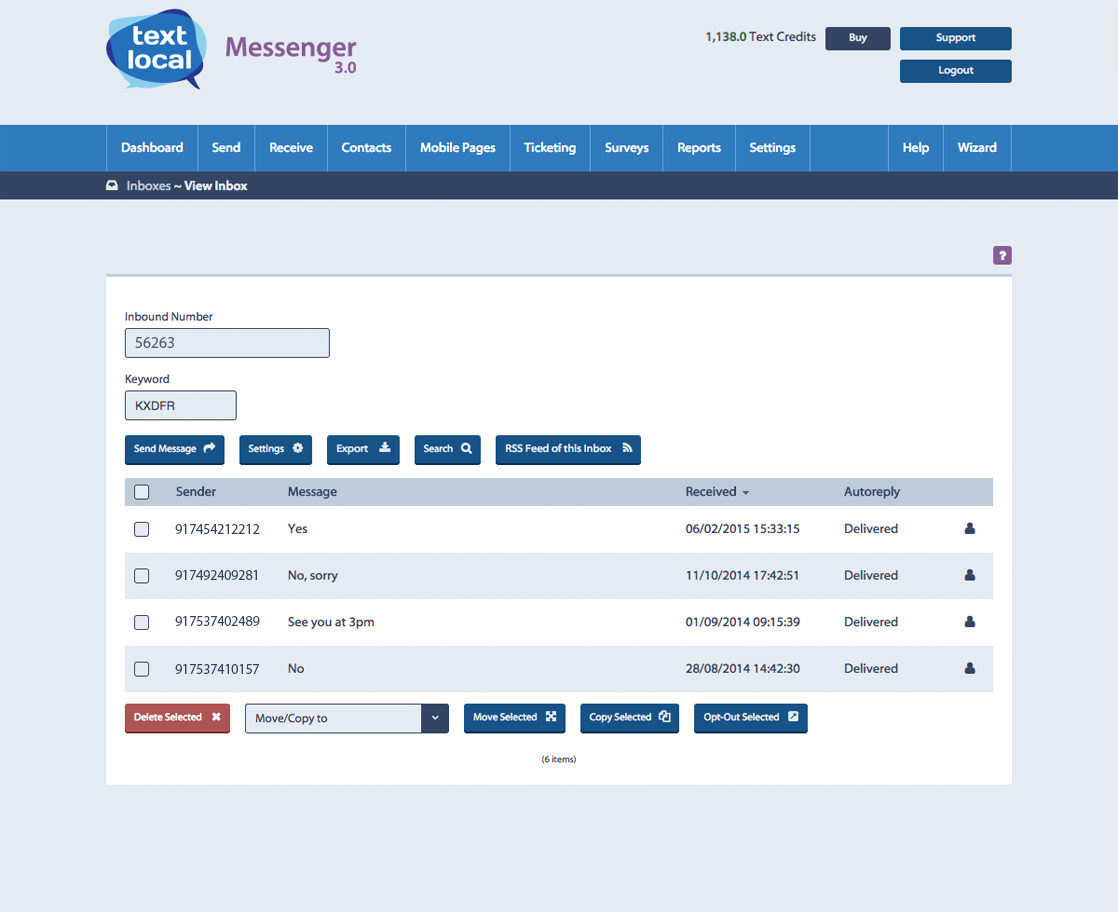 text
local
Messenger
3.0
1,138.0 Text Credits Buy Support
Logout
Dashboard Send Receive Contacts Mobile Pages Ticketing Surveys Reports Settings Help Wizard
Inboxes ~ View Inbox
?
Inbound Number
56263
Keyword
KXDFR
Send Message Settings Export Search RSS Feed of this Inbox
Sender Message Received Autoreply
917454212212 Yes 06/02/2015 15:33:15 Delivered
917492409281 No, sorry 11/10/2014 17:42:51 Delivered
917537402489 See you at 3pm 01/09/2014 09:15:39 Delivered
917537410157 No 28/08/2014 14:42:30 Delivered
Delete Selected Move/Copy to Move Selected Copy Selected Opt-Out Selected
(6 items)